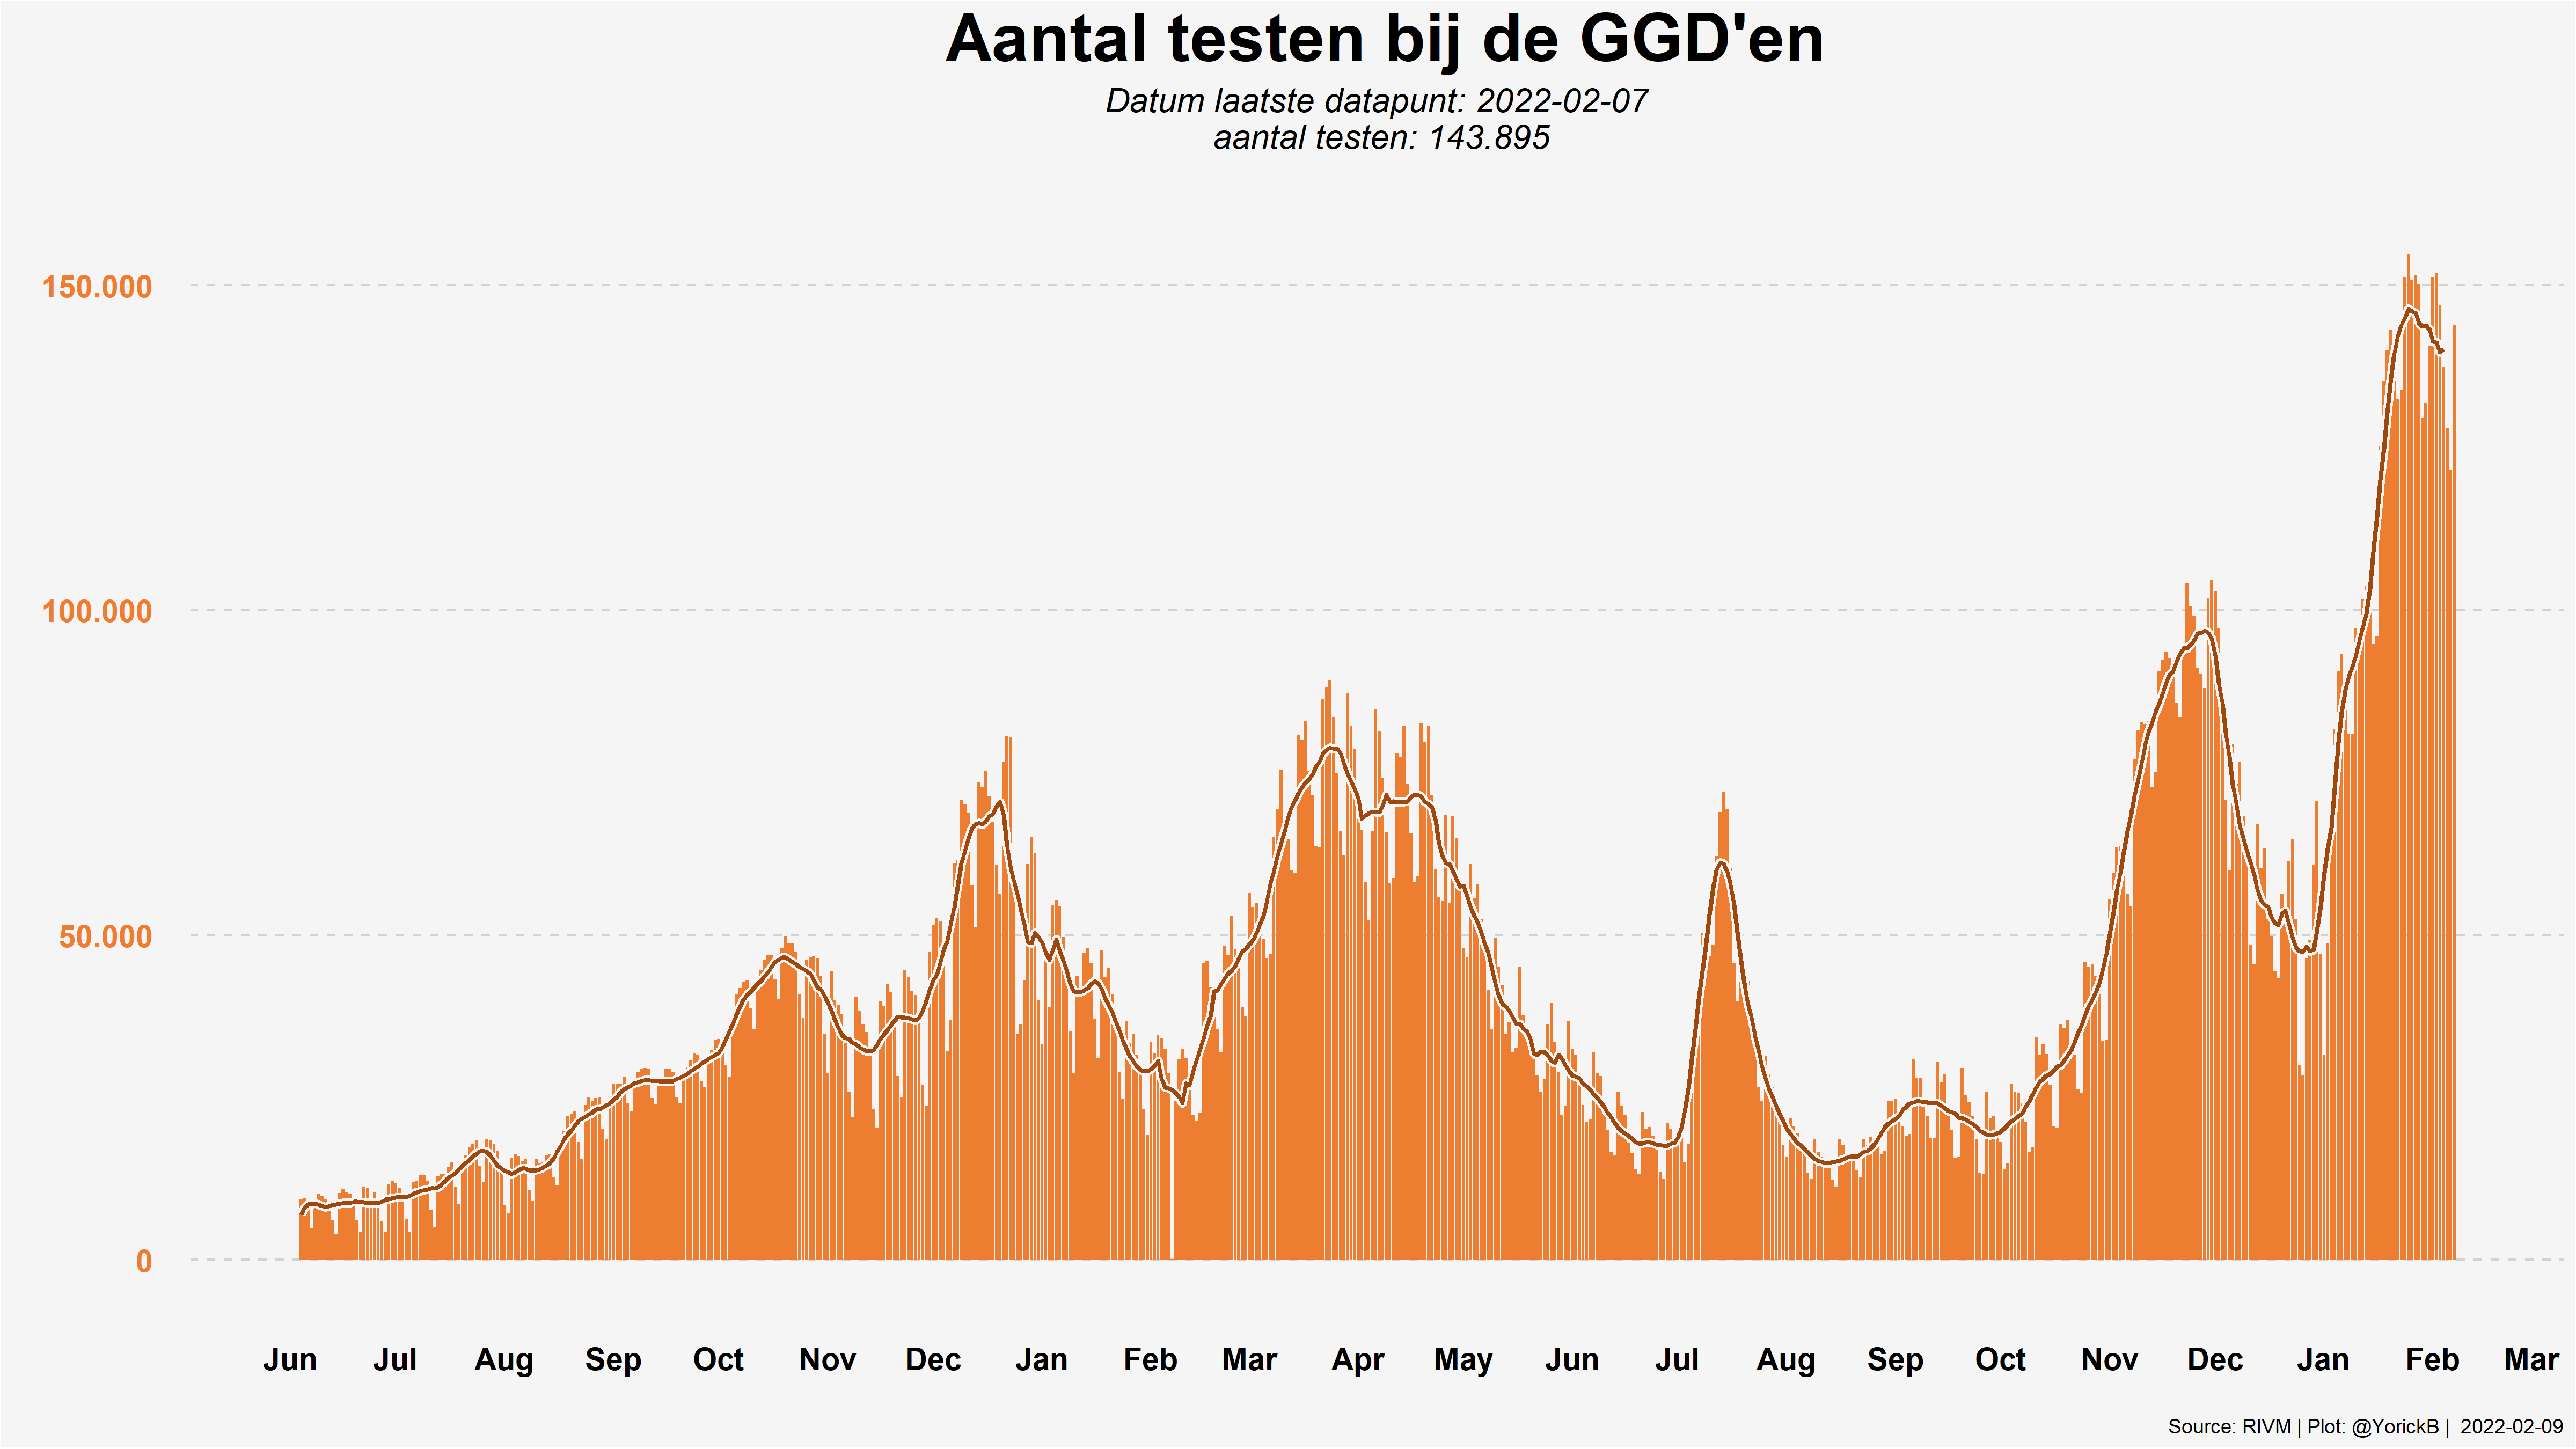 Aantal testen bij de GGD'en
Datum laatste datapunt: 2022-02-07
aantal testen: 143.895
150.000
100.000
50.000
0
Jun Jul Aug Sep Oct Nov Dec Jan Feb Mar Apr May Jun Jul Aug Sep Oct Nov Dec Jan Feb Mar
Source: RIVM | Plot: @YorickB | 2022-02-09